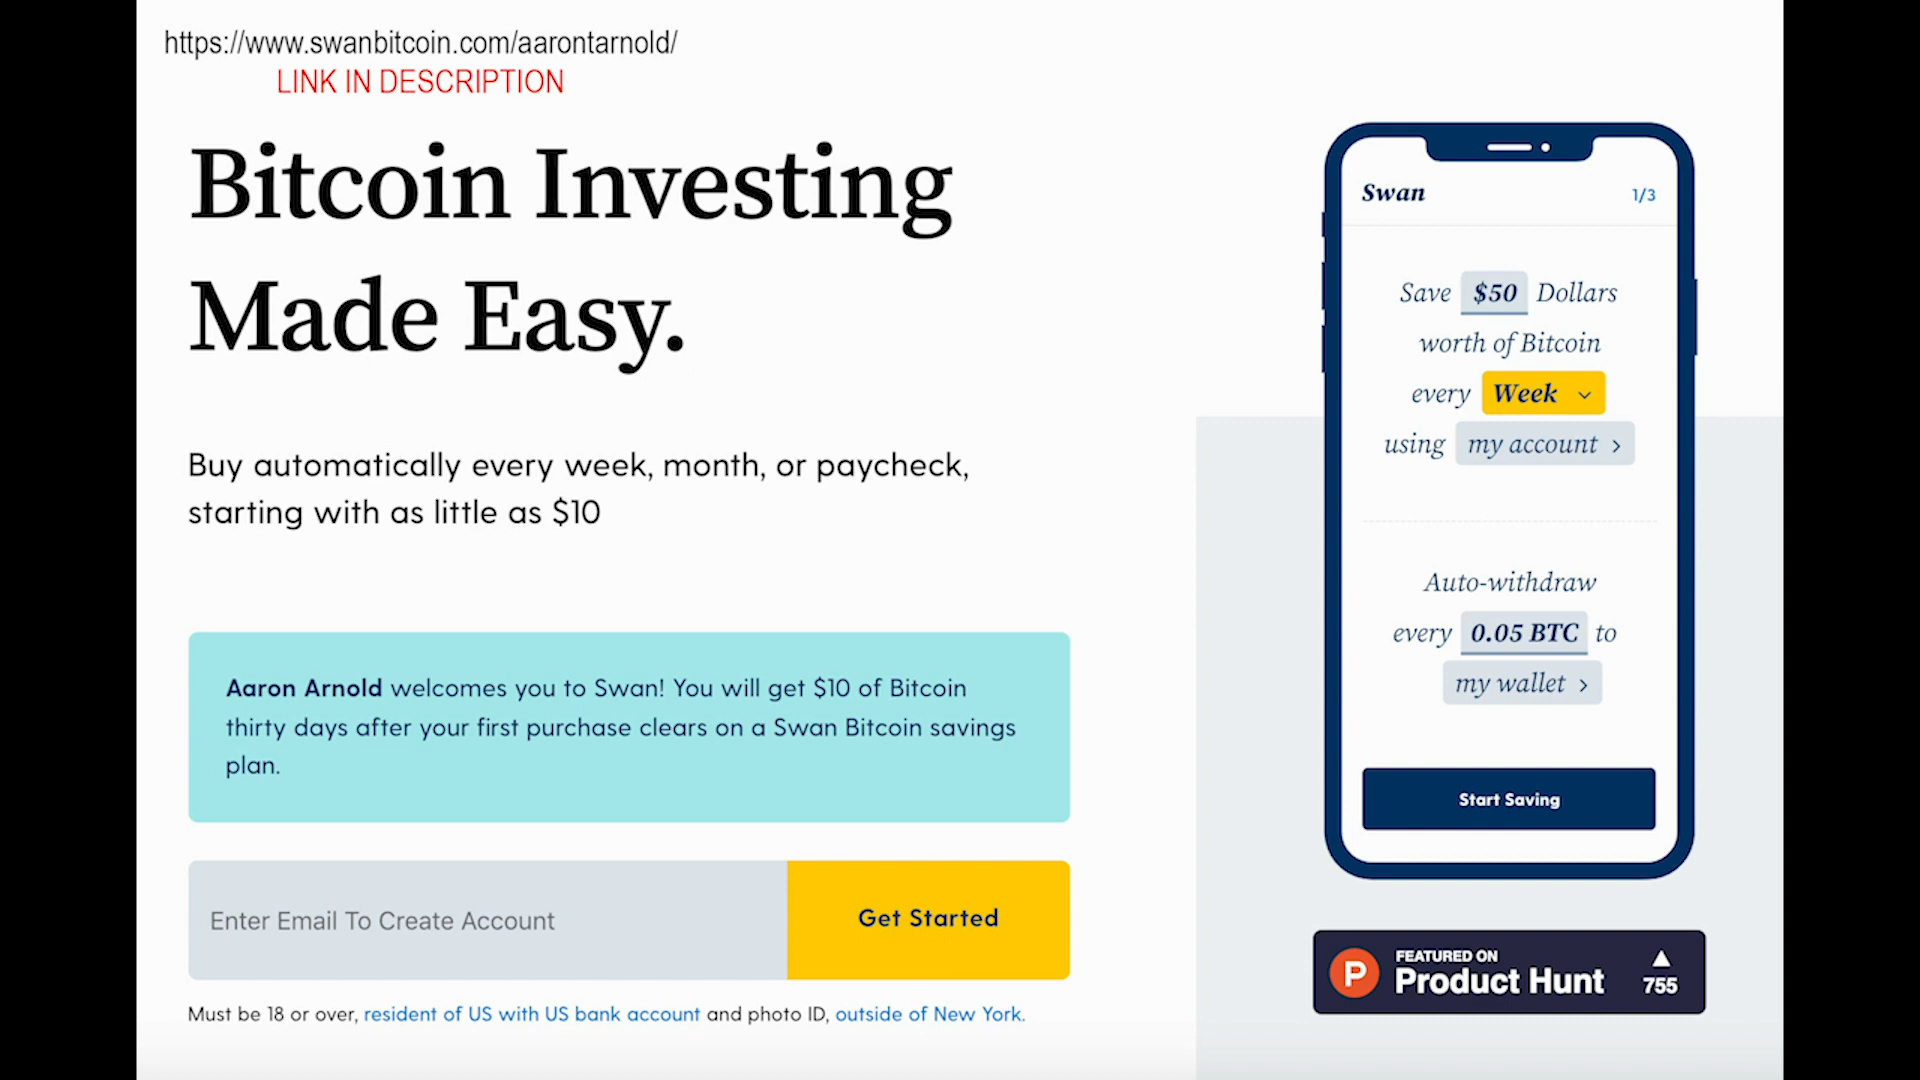 https://www.swanbitcoin.com/aarontarnold/
LINK IN DESCRIPTION
Bitcoin Investing
Made Easy.
Buy automatically every week, month, or paycheck,
starting with as little as $10
Aaron Arnold welcomes you to Swan! You will get $10 of Bitcoin
thirty days after your first purchase clears on a Swan Bitcoin savings
plan.
Enter Email To Create Account
Get Started
Must be 18 or over, resident of US with US bank account and photo ID, outside of New York.
Swan 1/3
Save $50 Dollars
worth of Bitcoin
every Week
using my account
Auto-withdraw
every 0.05 BTC to
my wallet
Start Saving
P
FEATURED ON
Product Hunt
755